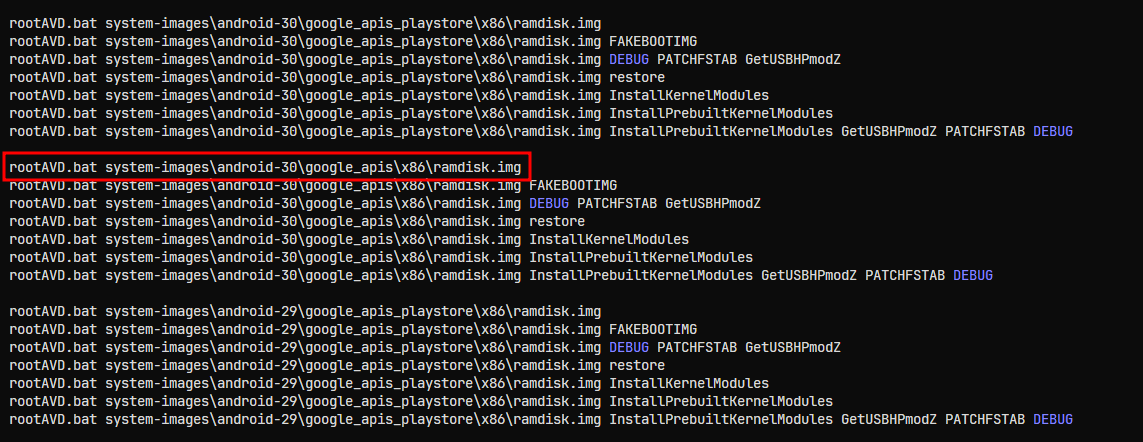 rootAVD.bat system-images\android-30\google_apis_playstore\x86\ramdisk.img
rootAVD.bat system-images\android-30\google_apis_playstore\x86\ramdisk.img FAKEBOOTIMG
rootAVD.bat system-images\android-30\google_apis_playstore\x86\ramdisk.img DEBUG PATCHFSTAB GetUSBHPmodZ
rootAVD.bat system-images\android-30\google_apis_playstore\x86\ramdisk.img restore
rootAVD.bat system-images\android-30\google_apis_playstore\x86\ramdisk.img InstallKernelModules
rootAVD.bat system-images\android-30\google_apis_playstore\x86\ramdisk.img InstallPrebuiltKernelModules
rootAVD.bat system-images\android-30\google_apis_playstore\x86\ramdisk.img InstallPrebuiltKernelModules GetUSBHPmodZ PATCHFSTAB DEBUG
rootAVD.bat system-images\android-30\google_apis\x86\ramdisk.img
rootAVD.bat system-images\android-30\google_apis\x86\ramdisk.img FAKEBOOTIMG
rootAVD.bat system-images\android-30\google_apis\x86\ramdisk.img DEBUG PATCHFSTAB GetUSBHPmodZ
rootAVD.bat system-images\android-30\google_apis\x86\ramdisk.img restore
rootAVD.bat system-images\android-30\google_apis\x86\ramdisk.img InstallKernelModules
rootAVD.bat system-images\android-30\google_apis\x86\ramdisk.img InstallPrebuiltKernelModules
rootAVD.bat system-images\android-30\google_apis\x86\ramdisk.img InstallPrebuiltKernelModules GetUSBHPmodZ PATCHFSTAB DEBUG
rootAVD.bat system-images\android-29\google_apis_playstore\x86\ramdisk.img
rootAVD.bat system-images\android-29\google_apis_playstore\x86\ramdisk.img FAKEBOOTIMG
rootAVD.bat system-images\android-29\google_apis_playstore\x86\ramdisk.img DEBUG PATCHFSTAB GetUSBHPmodZ
rootAVD.bat system-images\android-29\google_apis_playstore\x86\ramdisk.img restore
rootAVD.bat system-images\android-29\google_apis_playstore\x86\ramdisk.img InstallKernelModules
rootAVD.bat system-images\android-29\google_apis_playstore\x86\ramdisk.img InstallPrebuiltKernelModules
rootAVD.bat system-images\android-29\google_apis_playstore\x86\ramdisk.img InstallPrebuiltKernelModules GetUSBHPmodZ PATCHFSTAB DEBUG